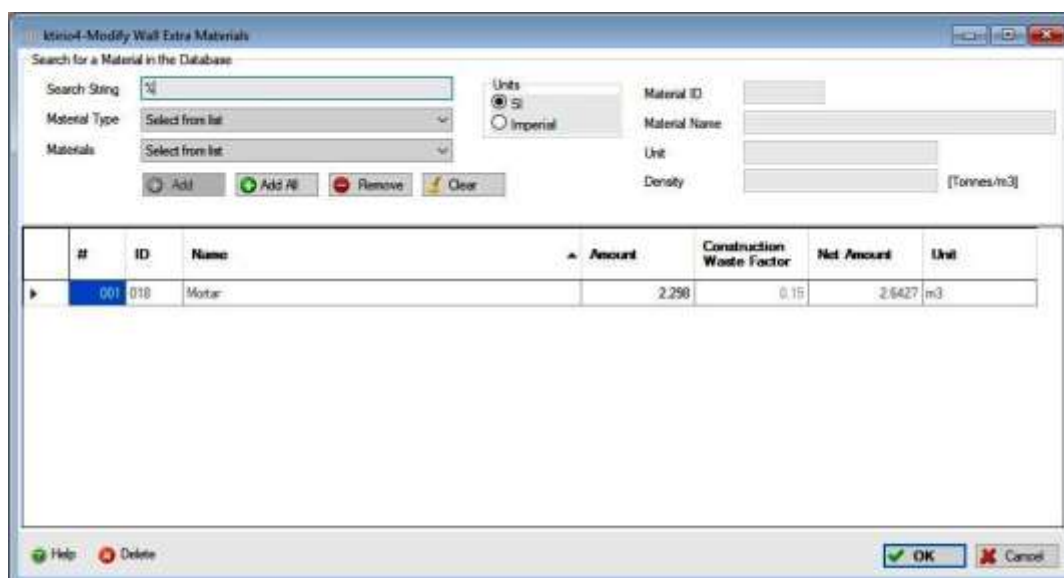 ktirio4-Modify Wall Extra Materials
Search for a Material in the Database
Search String
Units
SI
Imperial
Material ID
Material Type Select from list
Material Name
Materials Select from list
Unit
Add Add All Remove Clear
Density [Tonnes/m3]
# ID Name Amount Construction Waste Factor Net Amount Unit
001 018 Mortar 2.298 0.15 2.6427 m3
Help Delete OK Cancel